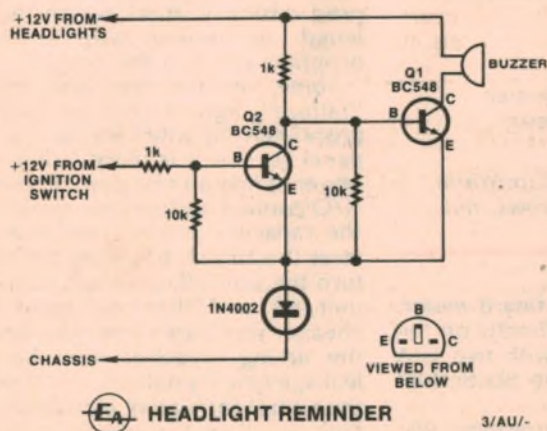 +12V FROM
HEADLIGHTS
1k
Q1
BC548
BUZZER
C
B
E
Q2
BC548
C
B
E
1k
+12V FROM
IGNITION
SWITCH
10k
10k
1N4002
CHASSIS
B
E C
VIEWED FROM
BELOW
EA HEADLIGHT REMINDER
3/AU/-